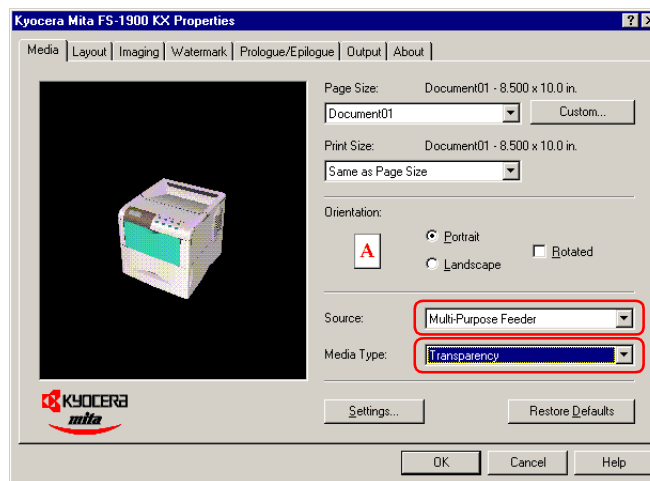 Kyocera Mita FS-1900 KX Properties
Media Layout Imaging Watermark Prologue/Epilogue Output About
Page Size: Document01 - 8.500 x 10.0 in.
Document01 Custom...
Print Size: Document01 - 8.500 x 10.0 in.
Same as Page Size
Orientation:
A Portrait Rotated
Landscape
Source: Multi-Purpose Feeder
Media Type: Transparency
KYOCERA
mita
Settings... Restore Defaults
OK Cancel Help